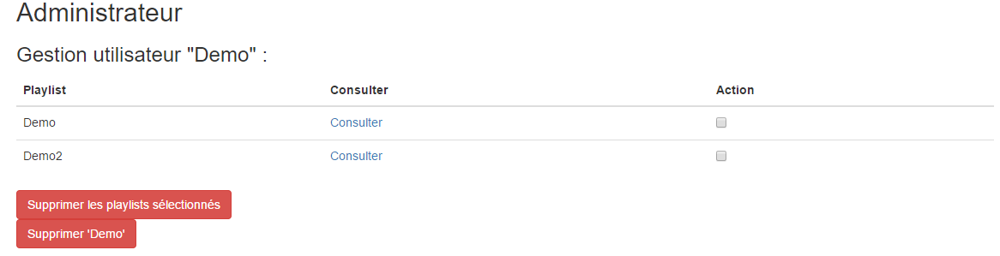 Administrateur
Gestion utilisateur "Demo" :
Playlist Consulter Action
Demo Consulter
Demo2 Consulter
Supprimer les playlists sélectionnés
Supprimer 'Demo'